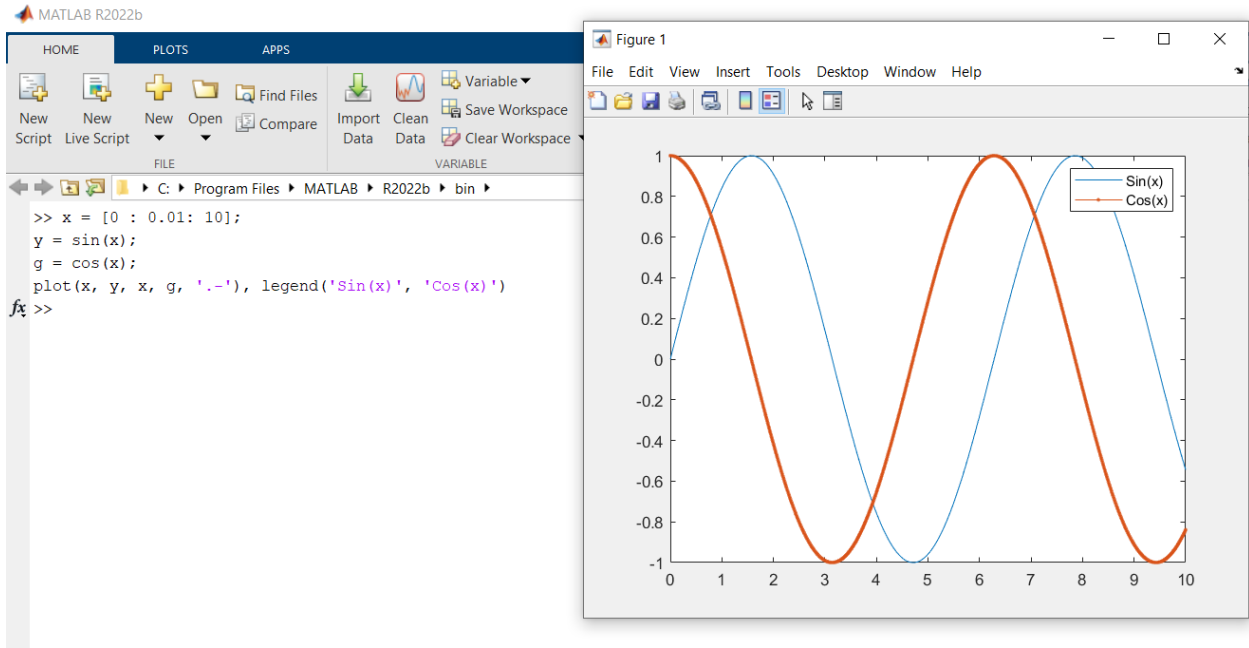 MATLAB R2022b
HOME PLOTS APPS
New Script
New Live Script
New
Open
Find Files
Compare
Import Data
Clean Data
Variable
Save Workspace
Clear Workspace
FILE VARIABLE
C: Program Files MATLAB R2022b bin
>> x = [0 : 0.01: 10];
y = sin(x);
g = cos(x);
plot(x, y, x, g, '.-'), legend('Sin(x)', 'Cos(x)')
fx >>
Figure 1
File Edit View Insert Tools Desktop Window Help
Sin(x)
Cos(x)
1
0.8
0.6
0.4
0.2
0
-0.2
-0.4
-0.6
-0.8
-1
0 1 2 3 4 5 6 7 8 9 10